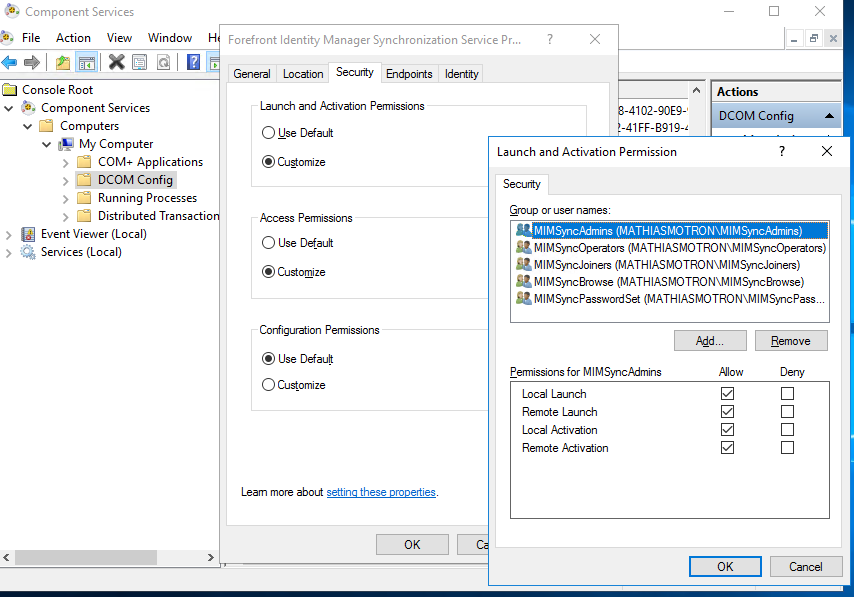 Component Services
File Action View Window He
Console Root
Component Services
Computers
My Computer
COM+ Applications
DCOM Config
Running Processes
Distributed Transaction
Event Viewer (Local)
Services (Local)
Forefront Identity Manager Synchronization Service Pr...
General Location Security Endpoints Identity
Launch and Activation Permissions
Use Default
Customize
Access Permissions
Use Default
Customize
Configuration Permissions
Use Default
Customize
Learn more about setting these properties.
OK Ca
8-4102-90E9-
2-41FF-B919-4
Actions
DCOM Config
Launch and Activation Permission
Security
Group or user names:
MIMSyncAdmins (MATHIASMOTRON\MIMSyncAdmins)
MIMSyncOperators (MATHIASMOTRON\MIMSyncOperators)
MIMSyncJoiners (MATHIASMOTRON\MIMSyncJoiners)
MIMSyncBrowse (MATHIASMOTRON\MIMSyncBrowse)
MIMSyncPasswordSet (MATHIASMOTRON\MIMSyncPass...
Add... Remove
Permissions for MIMSyncAdmins Allow Deny
Local Launch
Remote Launch
Local Activation
Remote Activation
OK Cancel